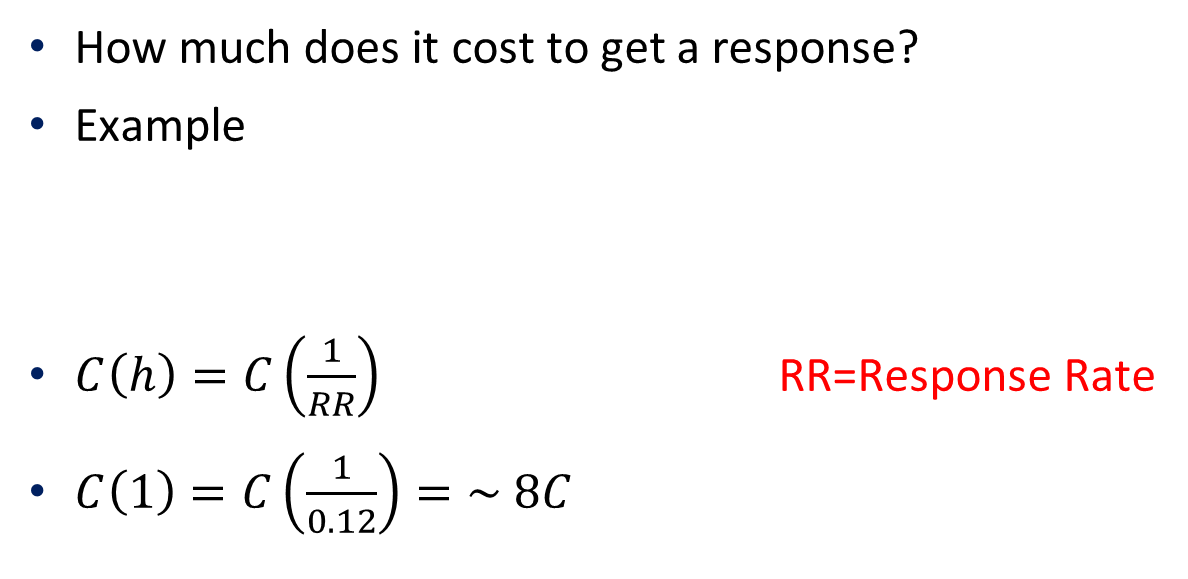 • How much does it cost to get a response?
• Example
• C(h) = C(1/RR) RR=Response Rate
• C(1) = C(1/0.12) = ~ 8C